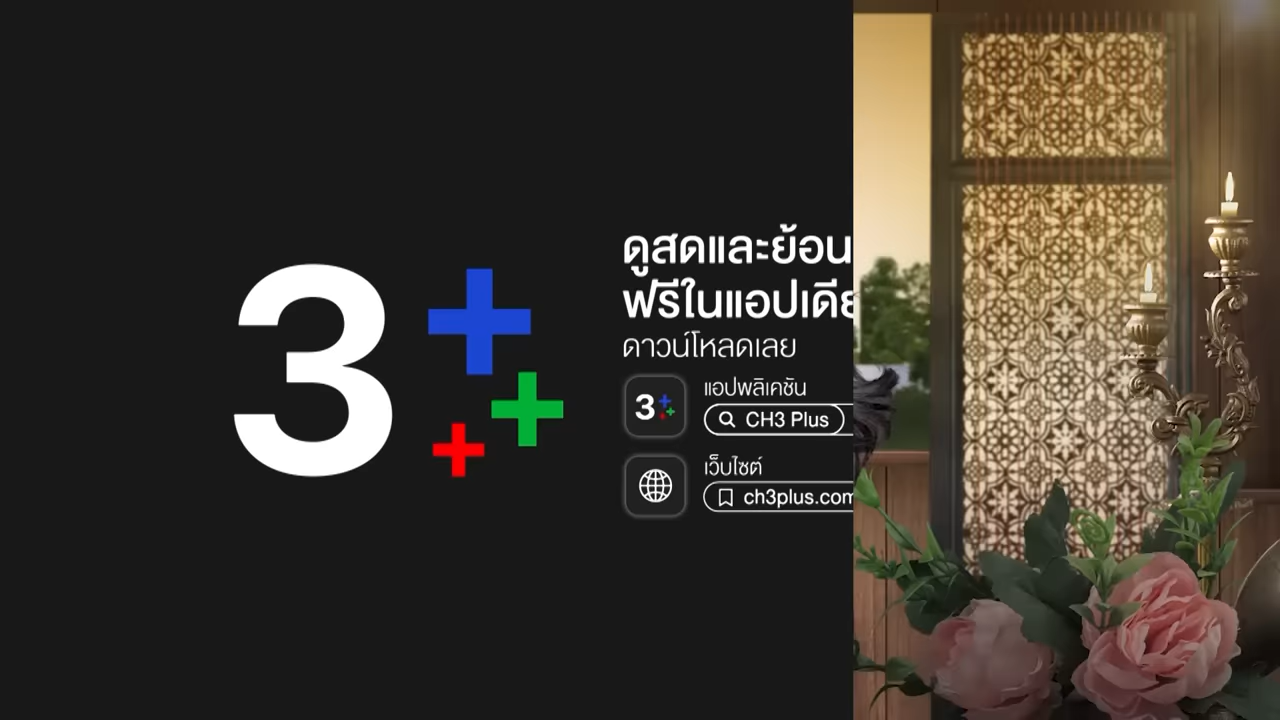 3
ดูสดและย้อน
ฟรีในแอปเดีย
ดาวน์โหลดเลย
3
แอปพลิเคชัน
CH3 Plus
เว็บไซต์
ch3plus.com